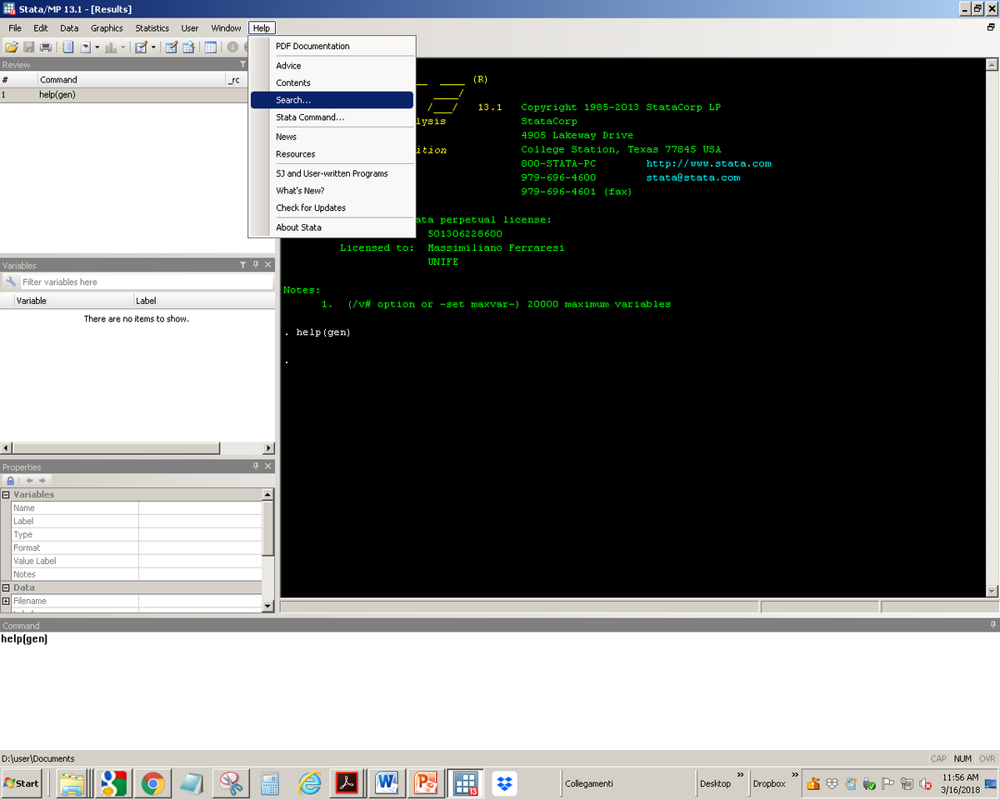 Stata/MP 13.1 - [Results]
File Edit Data Graphics Statistics User Window Help
PDF Documentation
Advice
Contents
Search...
Stata Command...
News
Resources
SJ and User-written Programs
What's New?
Check for Updates
About Stata
Review
# Command _rc
1 help(gen)
(R)
13.1 Copyright 1985-2013 StataCorp LP
lysis StataCorp
4905 Lakeway Drive
ition College Station, Texas 77845 USA
800-STATA-PC http://www.stata.com
979-696-4600 stata@stata.com
979-696-4601 (fax)
ata perpetual license:
501306228600
Licensed to: Massimiliano Ferraresi
UNIFE
Notes:
1. (/v# option or -set maxvar-) 20000 maximum variables
. help(gen)
.
Variables
Filter variables here
Variable Label
There are no items to show.
Properties
Variables
Name
Label
Type
Format
Value Label
Notes
Data
Filename
Command
help(gen)
D:\user\Documents
CAP NUM OVR
Start
13
Collegamenti
Desktop »
Dropbox »
11:56 AM
3/16/2018